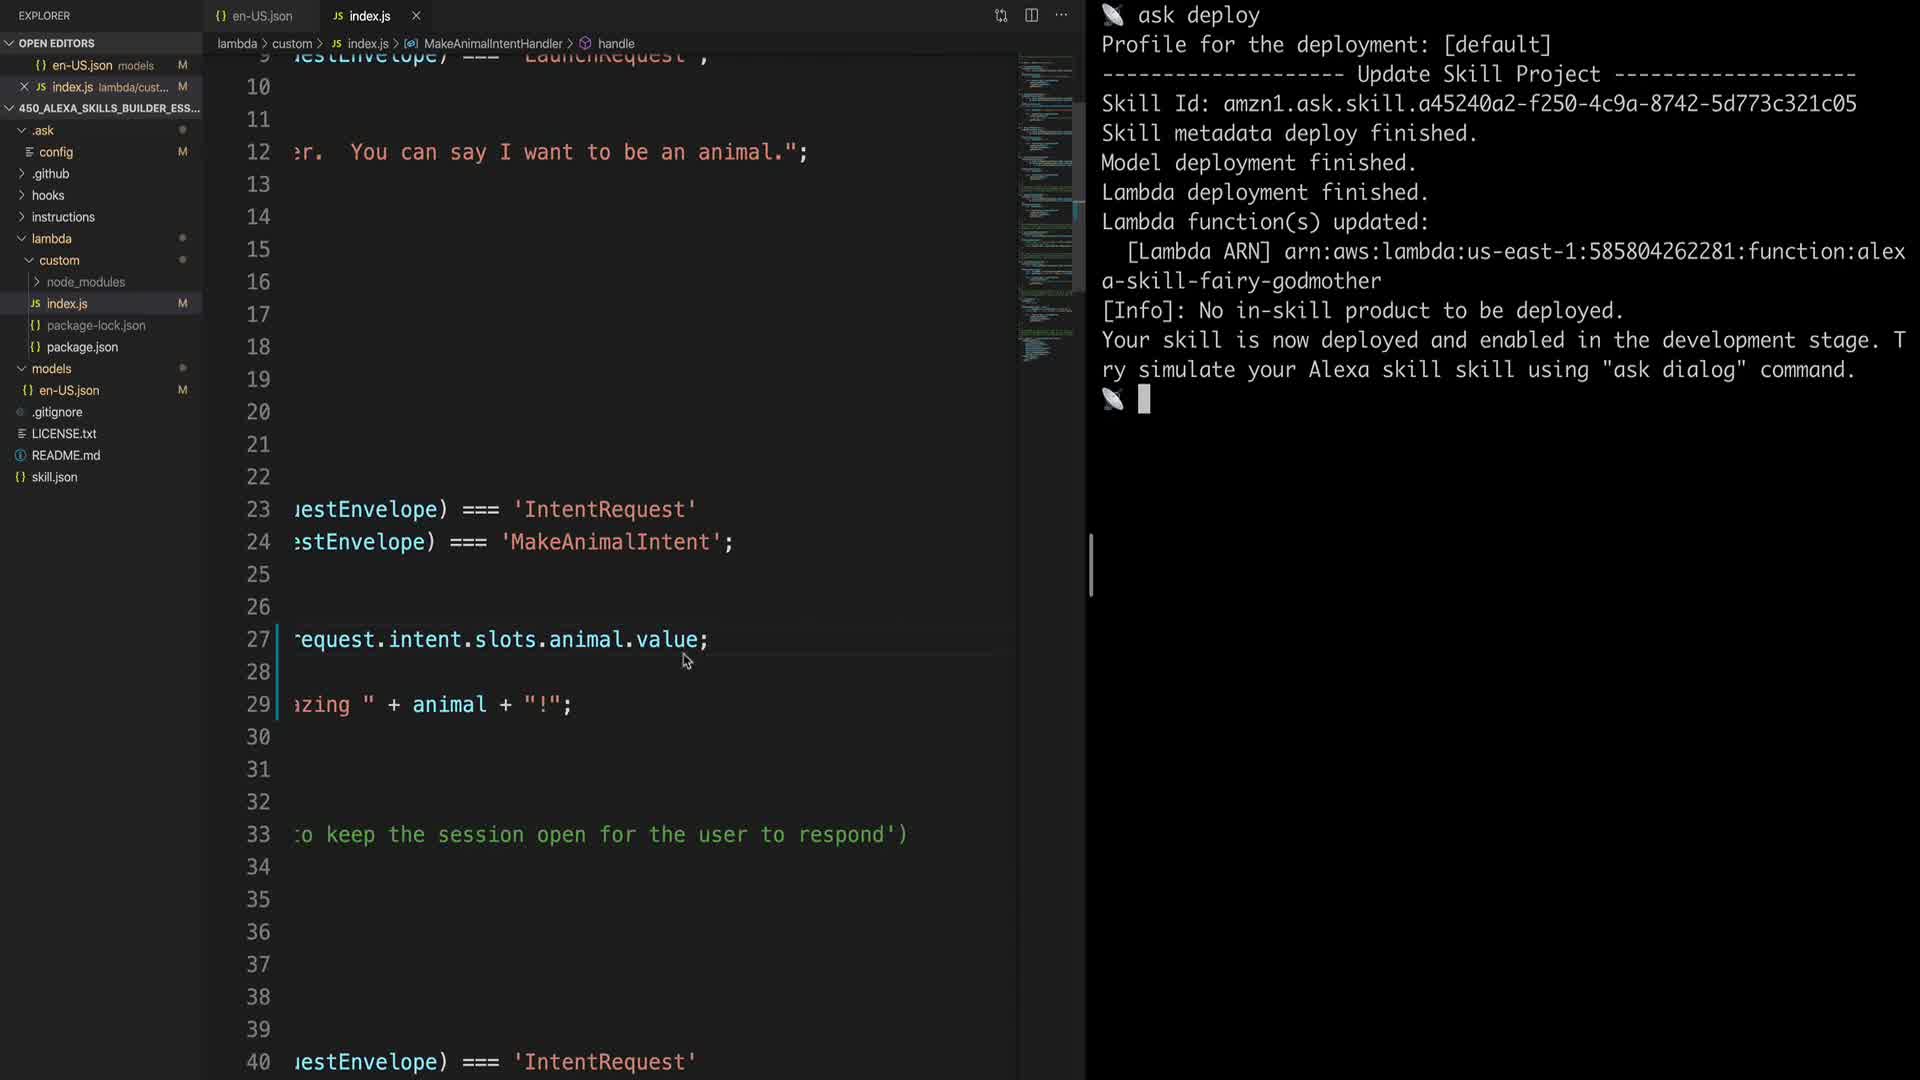 EXPLORER
OPEN EDITORS
{} en-US.json models M
JS index.js lambda/cust... M
450_ALEXA_SKILLS_BUILDER_ESS...
.ask
config M
.github
hooks
instructions
lambda
custom
node_modules
JS index.js M
{} package-lock.json
{} package.json
models
{} en-US.json M
.gitignore
LICENSE.txt
README.md
{} skill.json
{} en-US.json
JS index.js
lambda > custom > JS index.js > MakeAnimalIntentHandler > handle
9 uestEnvelope) === 'LaunchRequest';
10
11
12 er.  You can say I want to be an animal.";
13
14
15
16
17
18
19
20
21
22
23 uestEnvelope) === 'IntentRequest'
24 estEnvelope) === 'MakeAnimalIntent';
25
26
27 request.intent.slots.animal.value;
28
29 azing " + animal + "!";
30
31
32
33 to keep the session open for the user to respond')
34
35
36
37
38
39
40 uestEnvelope) === 'IntentRequest'
ask deploy
Profile for the deployment: [default]
-------------------- Update Skill Project --------------------
Skill Id: amzn1.ask.skill.a45240a2-f250-4c9a-8742-5d773c321c05
Skill metadata deploy finished.
Model deployment finished.
Lambda deployment finished.
Lambda function(s) updated:
[Lambda ARN] arn:aws:lambda:us-east-1:585804262281:function:alex
a-skill-fairy-godmother
[Info]: No in-skill product to be deployed.
Your skill is now deployed and enabled in the development stage. T
ry simulate your Alexa skill skill using "ask dialog" command.